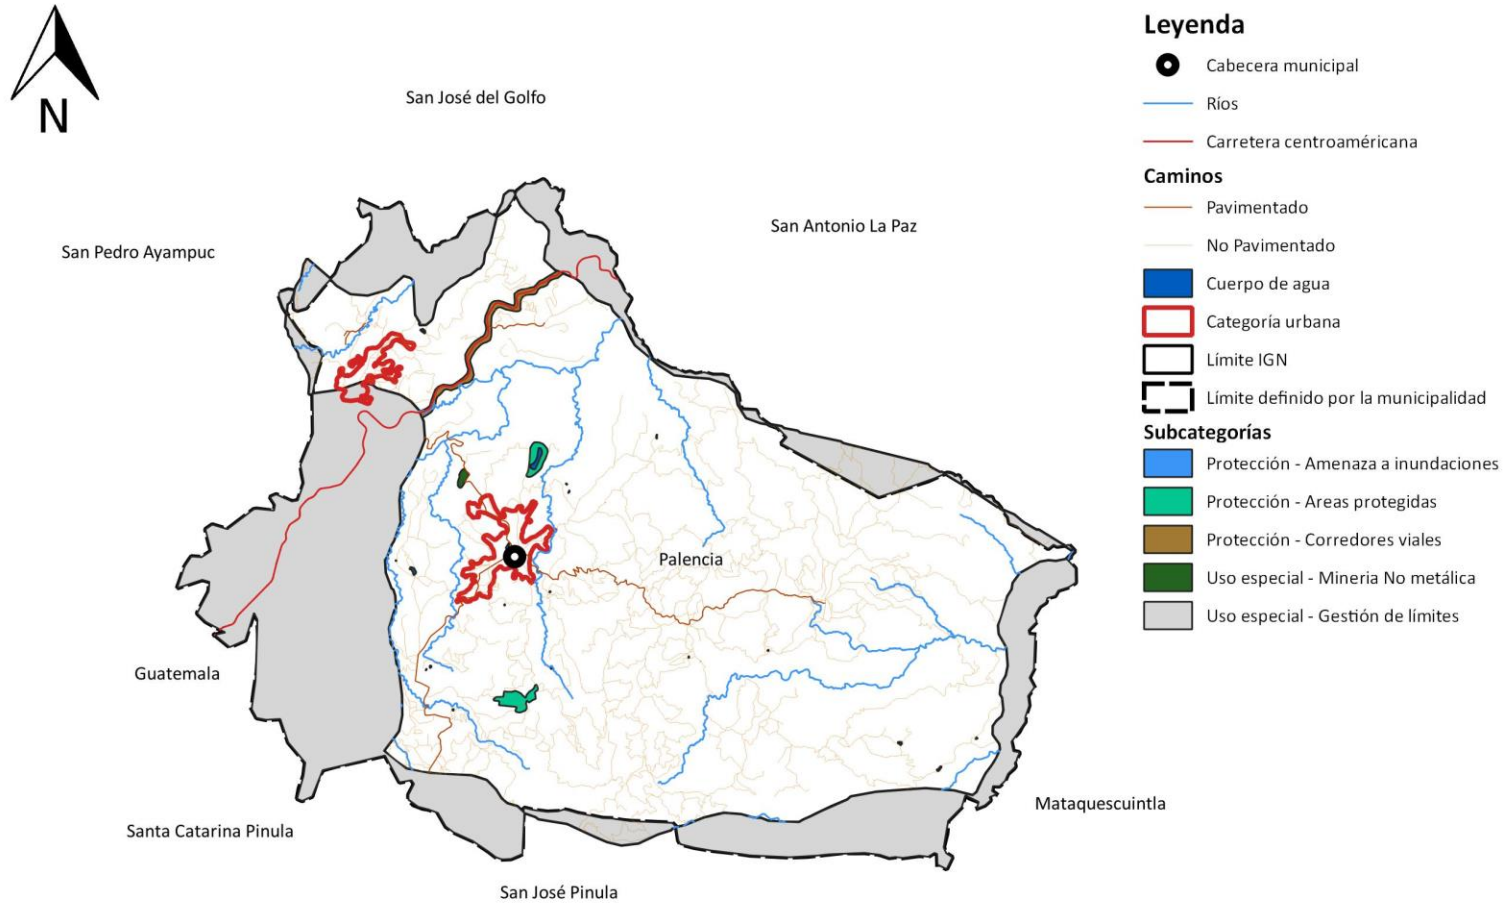 N
San José del Golfo
San Pedro Ayampuc
San Antonio La Paz
Palencia
Guatemala
Santa Catarina Pinula
San José Pinula
Mataquescuintla
Leyenda
Cabecera municipal
Ríos
Carretera centroaméricana
Caminos
Pavimentado
No Pavimentado
Cuerpo de agua
Categoría urbana
Límite IGN
Límite definido por la municipalidad
Subcategorías
Protección - Amenaza a inundaciones
Protección - Areas protegidas
Protección - Corredores viales
Uso especial - Mineria No metálica
Uso especial - Gestión de límites